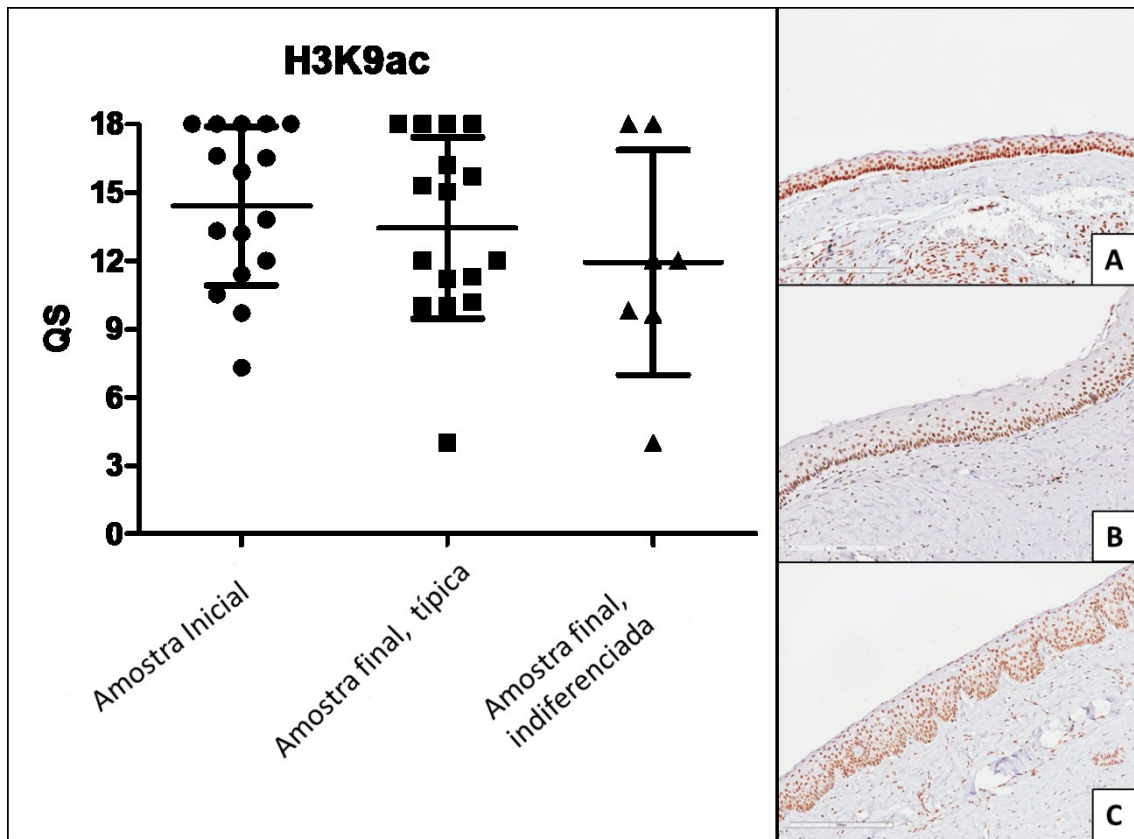 H3K9ac
QS
18
15
12
9
6
3
0
Amostra Inicial
Amostra final, típica
Amostra final,
indiferenciada
A
B
C